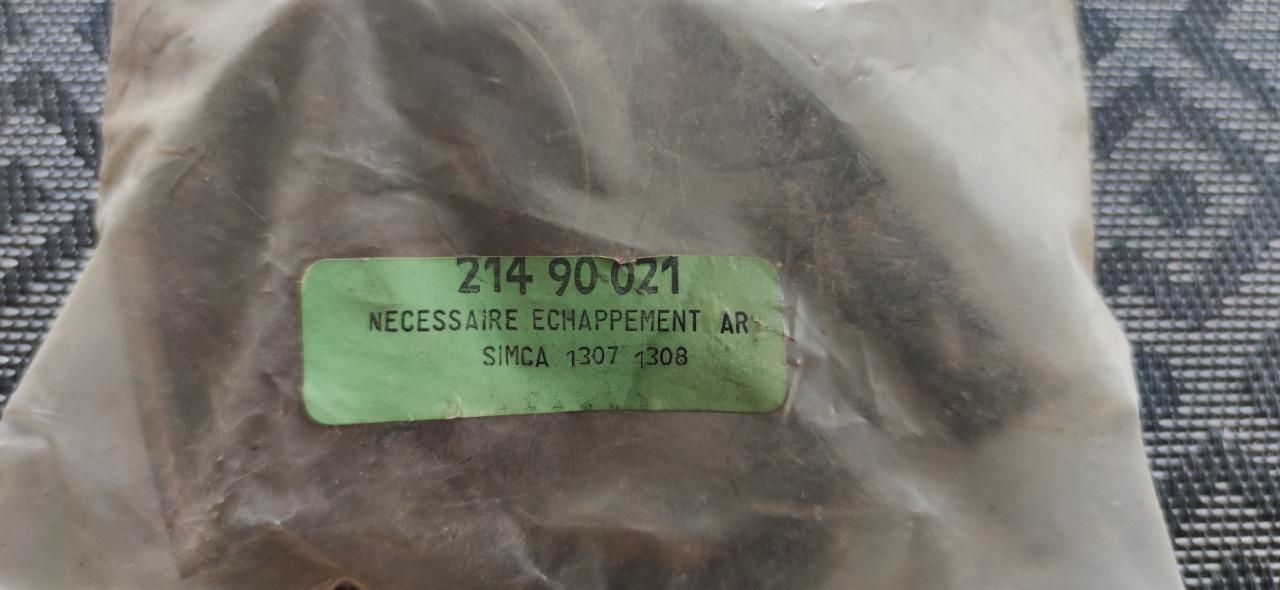 214 90 021
NECESSAIRE ECHAPPEMENT AR
SIMCA 1307 1308